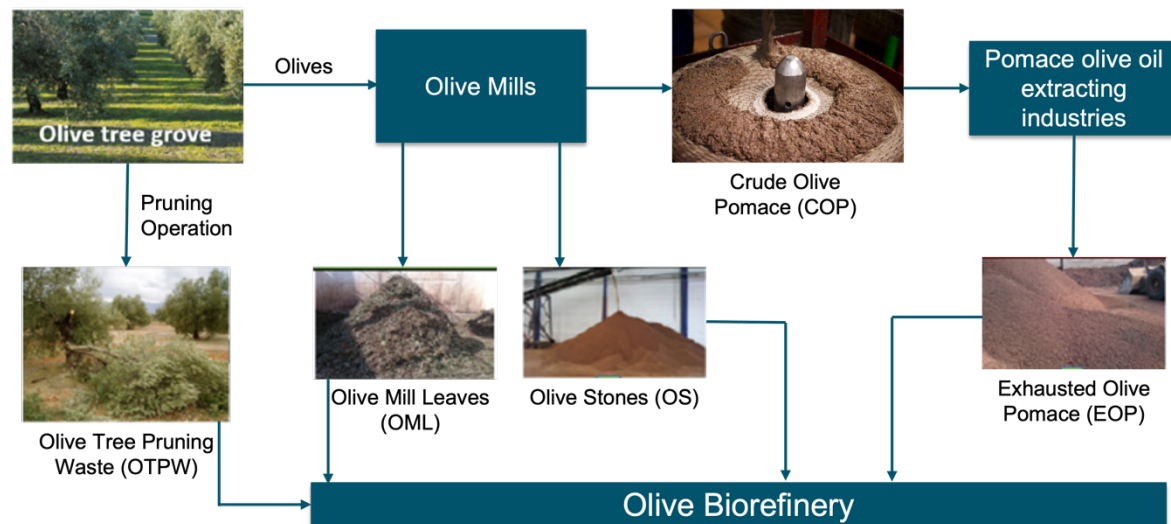 Olive tree grove
Olives
Olive Mills
Pomace olive oil
extracting
industries
Crude Olive
Pomace (COP)
Pruning
Operation
Olive Mill Leaves
(OML)
Olive Stones (OS)
Exhausted Olive
Pomace (EOP)
Olive Tree Pruning
Waste (OTPW)
Olive Biorefinery